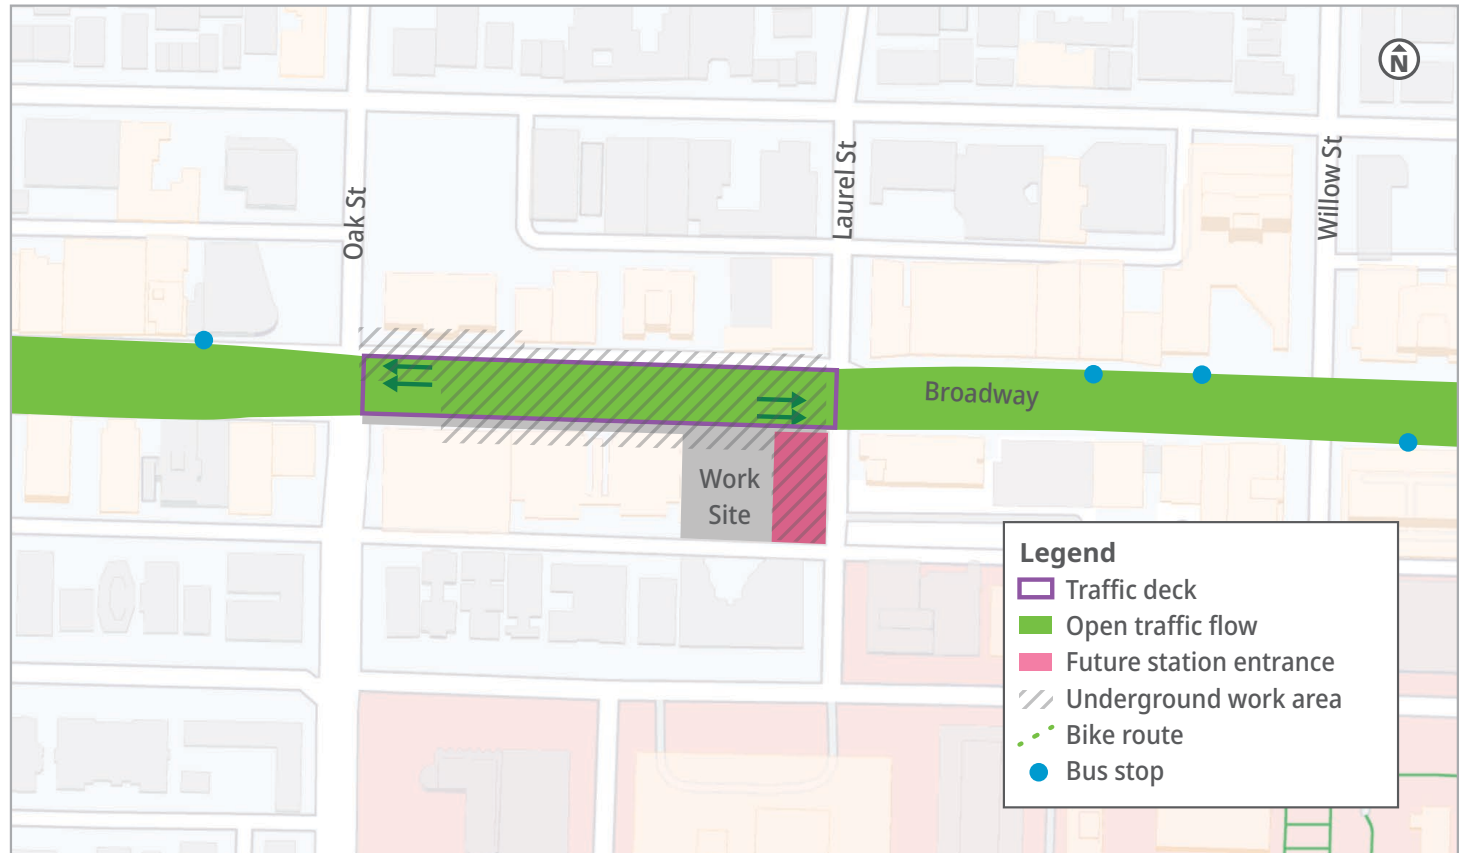 N
Oak St
Laurel St
Willow St
Broadway
Work
Site
Legend
Traffic deck
Open traffic flow
Future station entrance
Underground work area
Bike route
Bus stop